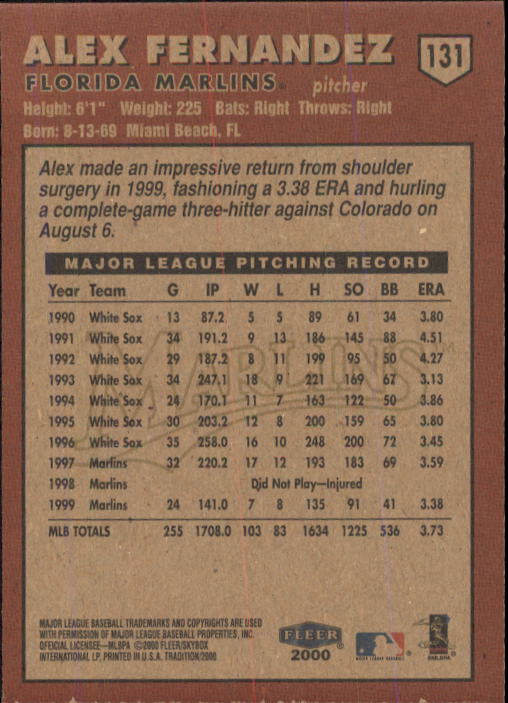 ALEX FERNANDEZ 131
FLORIDA MARLINS pitcher
Height: 6'1" Weight: 225 Bats: Right Throws: Right
Born: 8-13-69 Miami Beach, FL
Alex made an impressive return from shoulder
surgery in 1999, fashioning a 3.38 ERA and hurling
a complete-game three-hitter against Colorado on
August 6.
MAJOR LEAGUE PITCHING RECORD
Year Team G IP W L H SO BB ERA
1990 White Sox 13 87.2 5 5 89 61 34 3.80
1991 White Sox 34 191.2 9 13 186 145 88 4.51
1992 White Sox 29 187.2 8 11 199 95 50 4.27
1993 White Sox 34 247.1 18 9 221 169 67 3.13
1994 White Sox 24 170.1 11 7 163 122 50 3.86
1995 White Sox 30 203.2 12 8 200 159 65 3.80
1996 White Sox 35 258.0 16 10 248 200 72 3.45
1997 Marlins 32 220.2 17 12 193 183 69 3.59
1998 Marlins Did Not Play—Injured
1999 Marlins 24 141.0 7 8 135 91 41 3.38
MLB TOTALS 255 1708.0 103 83 1634 1225 536 3.73
MARLINS
MAJOR LEAGUE BASEBALL TRADEMARKS AND COPYRIGHTS ARE USED
WITH PERMISSION OF MAJOR LEAGUE BASEBALL PROPERTIES, INC.
OFFICIAL LICENSEE—MLBPA ©2000 FLEER/SKYBOX
INTERNATIONAL LP. PRINTED IN U.S.A. TRADITION/2000
FLEER
2000
MAJOR LEAGUE BASEBALL